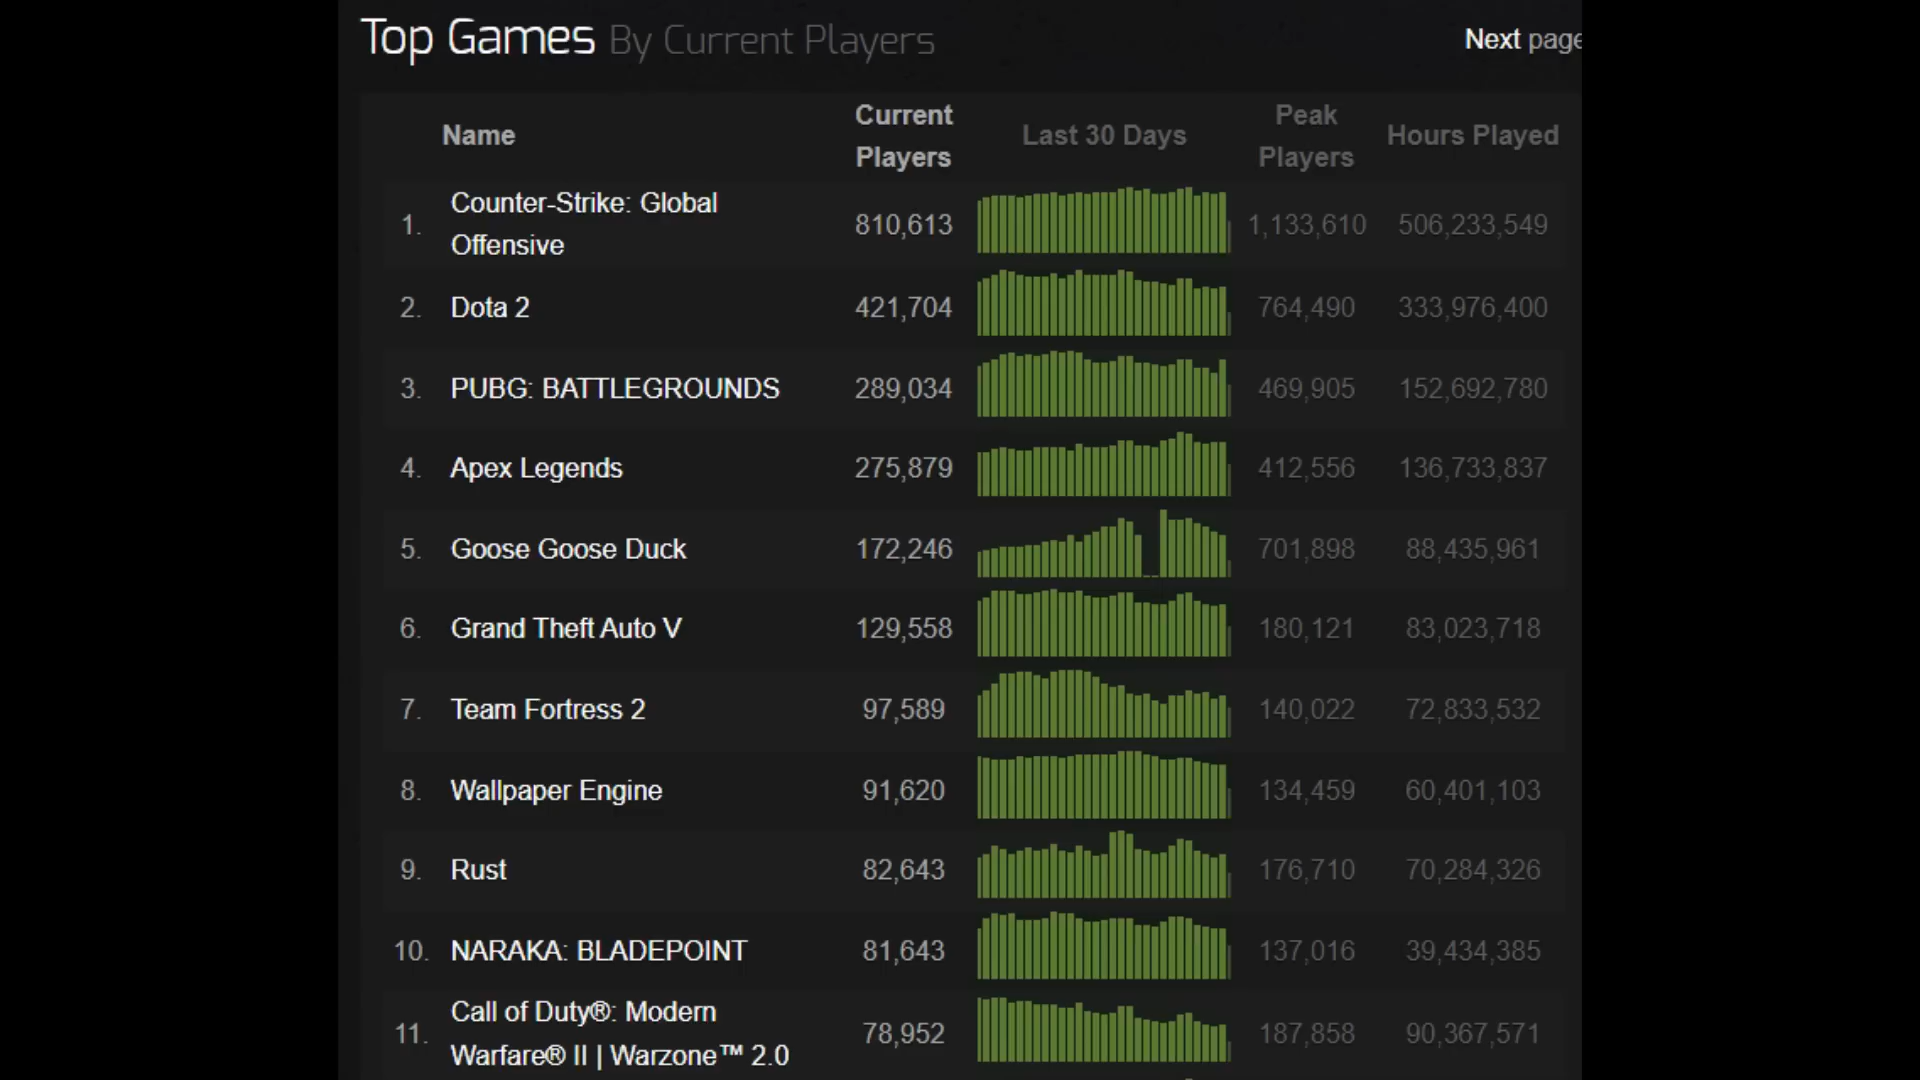 Top Games By Current Players
Next page
Name Current Players Last 30 Days Peak Players Hours Played
1. Counter-Strike: Global Offensive 810,613 1,133,610 506,233,549
2. Dota 2 421,704 764,490 333,976,400
3. PUBG: BATTLEGROUNDS 289,034 469,905 152,692,780
4. Apex Legends 275,879 412,556 136,733,837
5. Goose Goose Duck 172,246 701,898 88,435,961
6. Grand Theft Auto V 129,558 180,121 83,023,718
7. Team Fortress 2 97,589 140,022 72,833,532
8. Wallpaper Engine 91,620 134,459 60,401,103
9. Rust 82,643 176,710 70,284,326
10. NARAKA: BLADEPOINT 81,643 137,016 39,434,385
11. Call of Duty®: Modern Warfare® II | Warzone™ 2.0 78,952 187,858 90,367,571